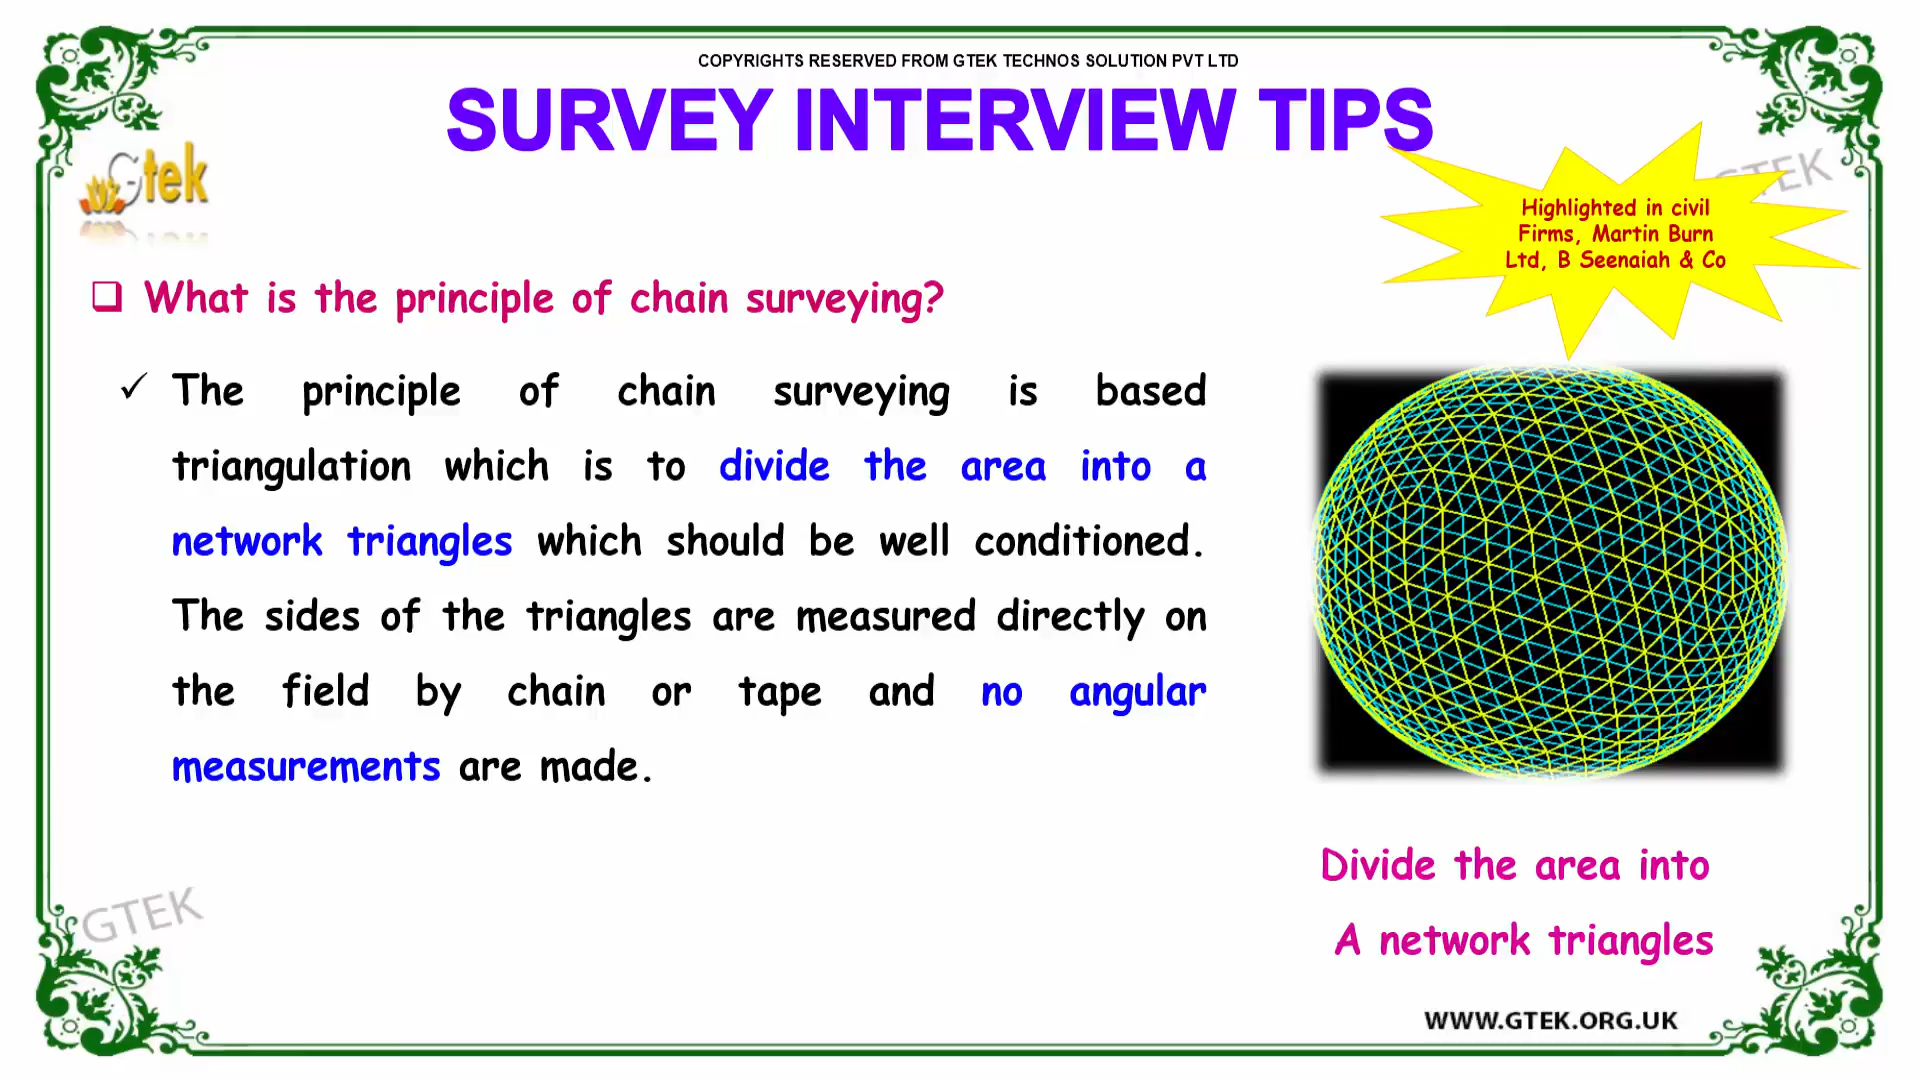 COPYRIGHTS RESERVED FROM GTEK TECHNOS SOLUTION PVT LTD
SURVEY INTERVIEW TIPS
Gtek
GTEK
Highlighted in civil
Firms, Martin Burn
Ltd, B Seenaiah & Co
What is the principle of chain surveying?
The principle of chain surveying is based
triangulation which is to divide the area into a
network triangles which should be well conditioned.
The sides of the triangles are measured directly on
the field by chain or tape and no angular
measurements are made.
Divide the area into
A network triangles
GTEK
WWW.GTEK.ORG.UK